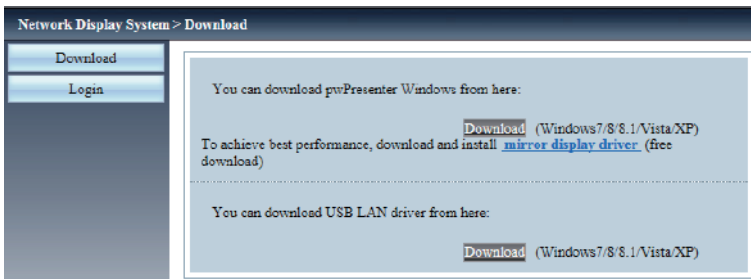 Network Display System > Download
Download
Login
You can download pwPresenter Windows from here:
Download (Windows7/8/8.1/Vista/XP)
To achieve best performance, download and install mirror display driver (free
download)
You can download USB LAN driver from here:
Download (Windows7/8/8.1/Vista/XP)